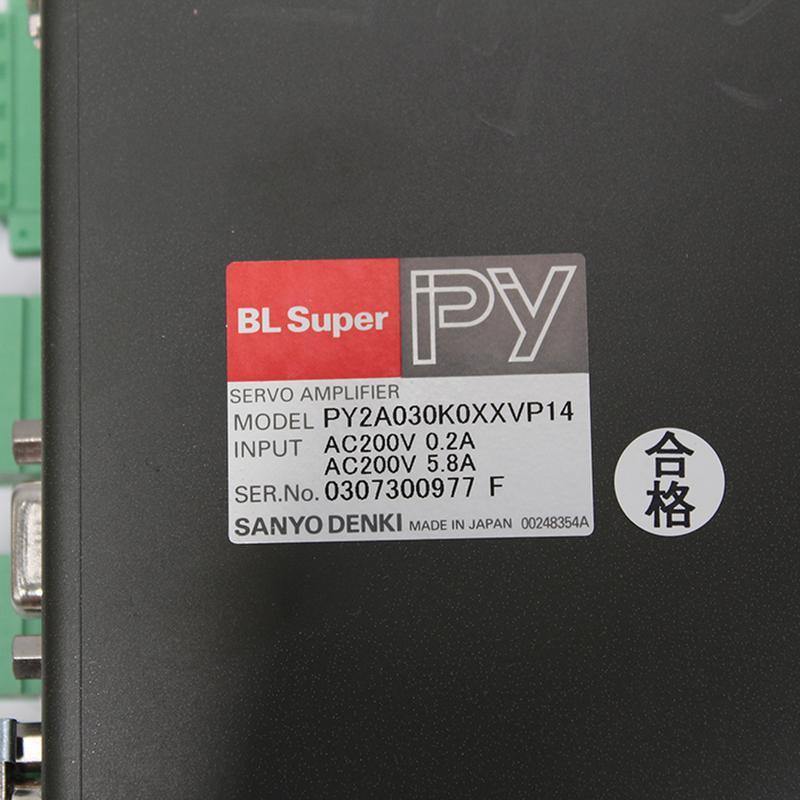 BL Super PY
SERVO AMPLIFIER
MODEL PY2A030K0XXVP14
INPUT AC200V 0.2A
AC200V 5.8A
SER.No. 0307300977 F
SANYO DENKI MADE IN JAPAN 00248354A
合格